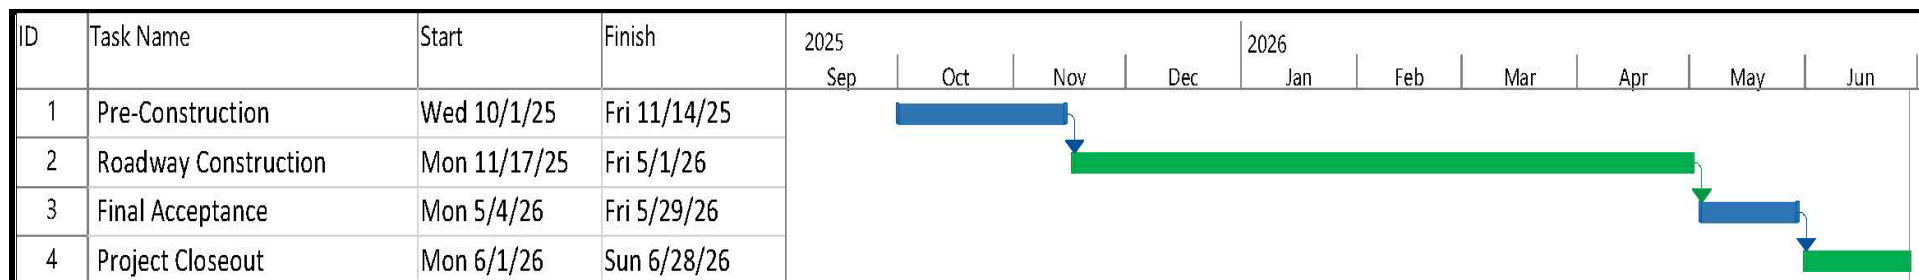 ID Task Name Start Finish 2025 2026
Sep Oct Nov Dec Jan Feb Mar Apr May Jun
1 Pre-Construction Wed 10/1/25 Fri 11/14/25
2 Roadway Construction Mon 11/17/25 Fri 5/1/26
3 Final Acceptance Mon 5/4/26 Fri 5/29/26
4 Project Closeout Mon 6/1/26 Sun 6/28/26